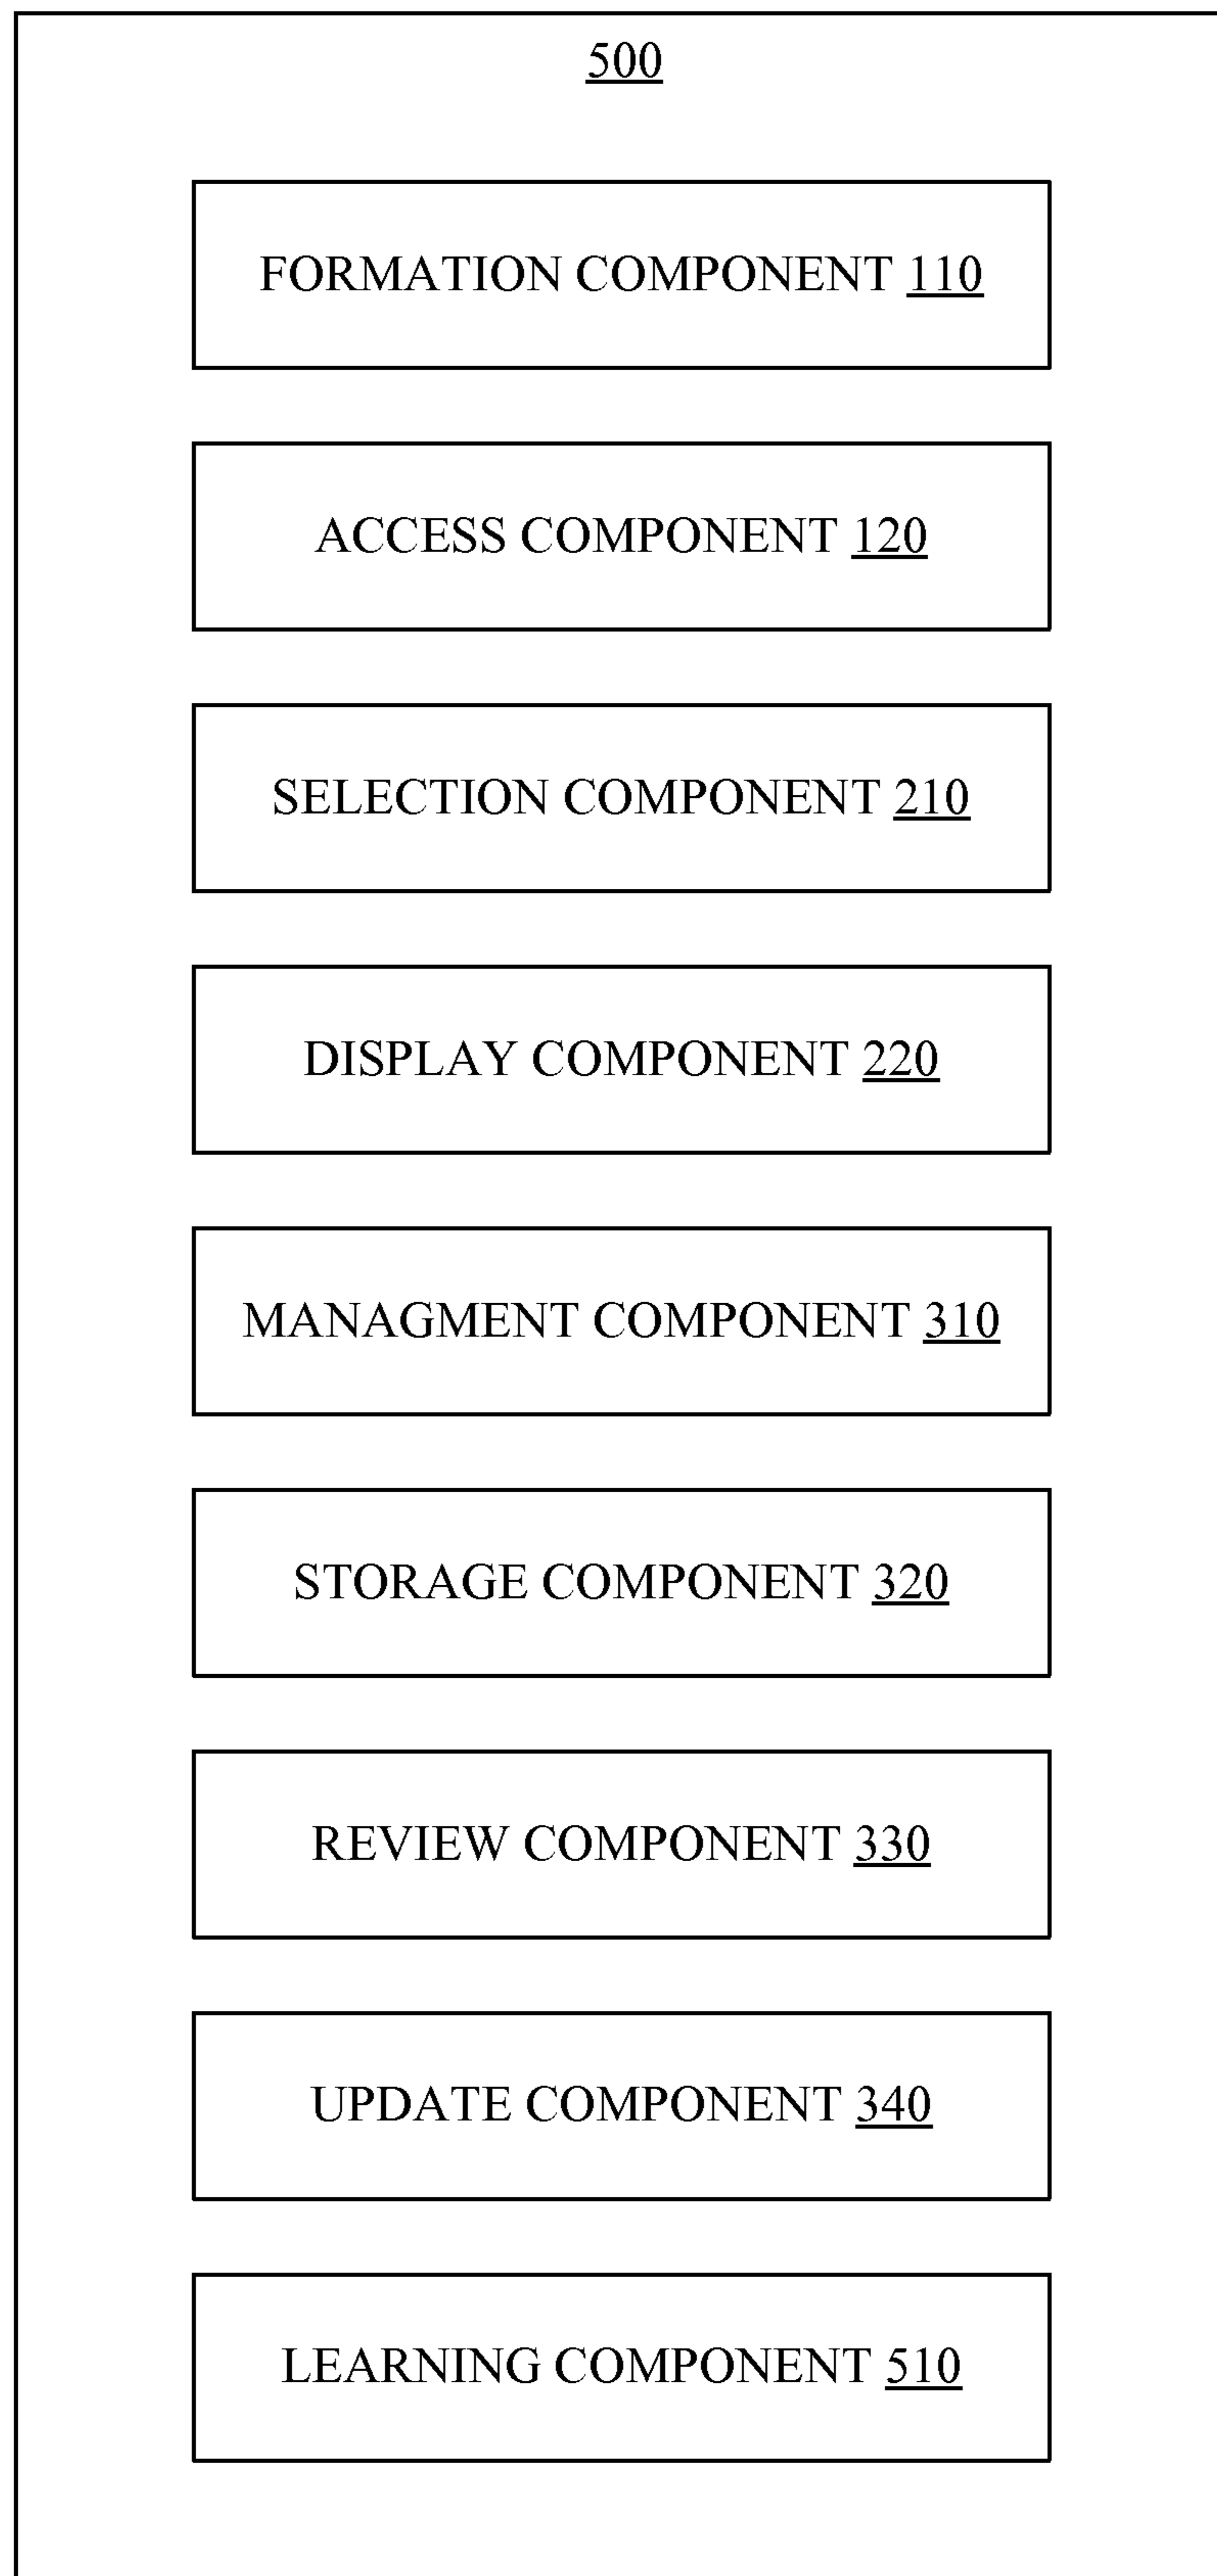 500
FORMATION COMPONENT 110
ACCESS COMPONENT 120
SELECTION COMPONENT 210
DISPLAY COMPONENT 220
MANAGMENT COMPONENT 310
STORAGE COMPONENT 320
REVIEW COMPONENT 330
UPDATE COMPONENT 340
LEARNING COMPONENT 510